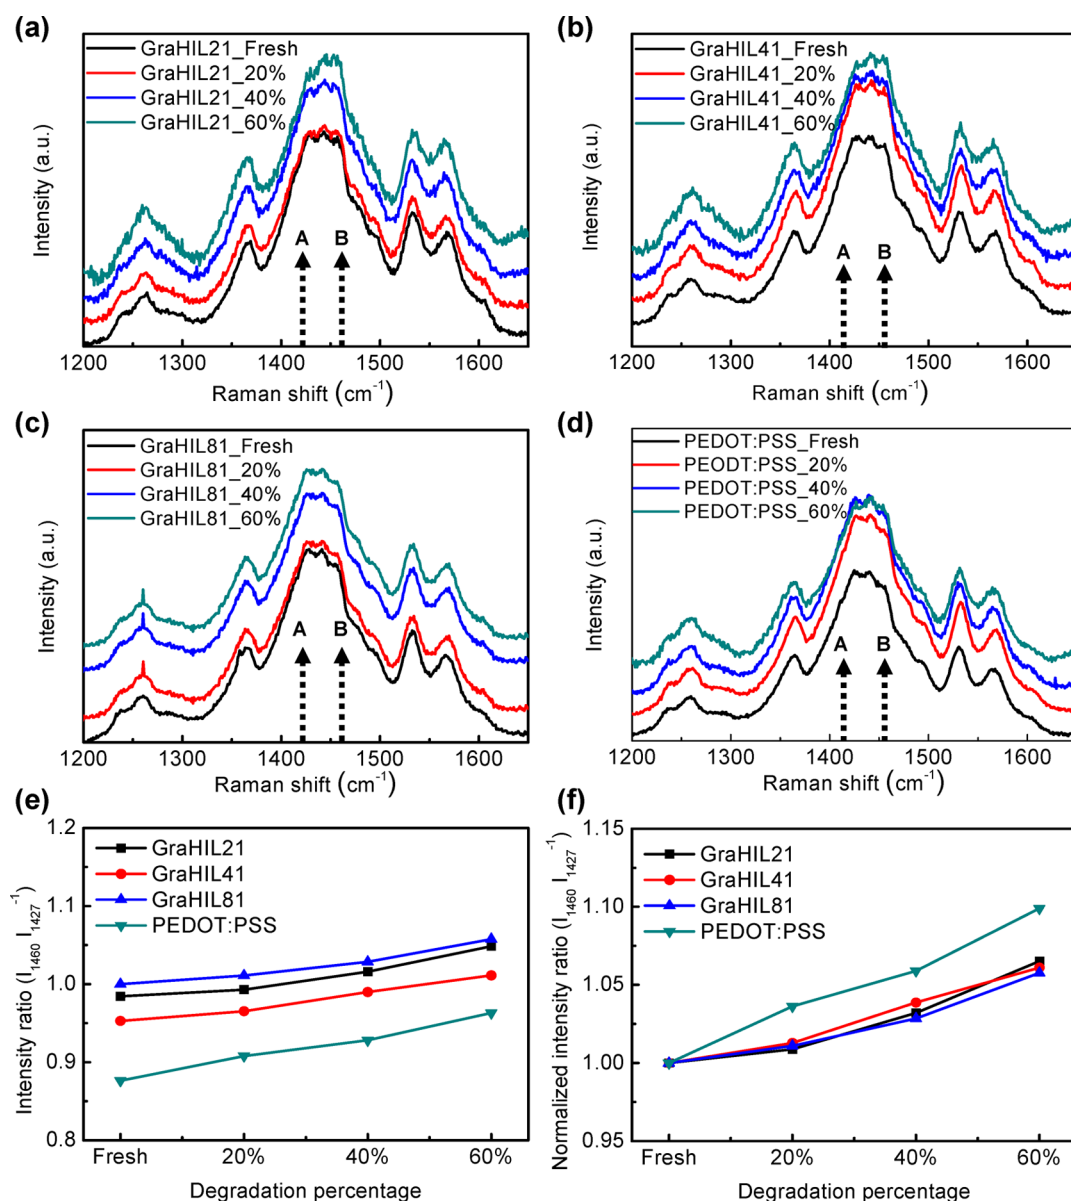 (a)
GraHIL21_Fresh
GraHIL21_20%
GraHIL21_40%
GraHIL21_60%
A
B
Intensity (a.u.)
1200 1300 1400 1500 1600
Raman shift (cm⁻¹)
(b)
GraHIL41_Fresh
GraHIL41_20%
GraHIL41_40%
GraHIL41_60%
A
B
Intensity (a.u.)
1200 1300 1400 1500 1600
Raman shift (cm⁻¹)
(c)
GraHIL81_Fresh
GraHIL81_20%
GraHIL81_40%
GraHIL81_60%
A
B
Intensity (a.u.)
1200 1300 1400 1500 1600
Raman shift (cm⁻¹)
(d)
PEDOT:PSS_Fresh
PEODT:PSS_20%
PEDOT:PSS_40%
PEDOT:PSS_60%
A
B
Intensity (a.u.)
1200 1300 1400 1500 1600
Raman shift (cm⁻¹)
(e)
GraHIL21
GraHIL41
GraHIL81
PEDOT:PSS
Intensity ratio (I₁₄₆₀ I₁₄₂₇⁻¹)
1.2
1.1
1.0
0.9
0.8
Fresh 20% 40% 60%
Degradation percentage
(f)
GraHIL21
GraHIL41
GraHIL81
PEDOT:PSS
Normalized intensity ratio (I₁₄₆₀ I₁₄₂₇⁻¹)
1.15
1.10
1.05
1.00
0.95
Fresh 20% 40% 60%
Degradation percentage